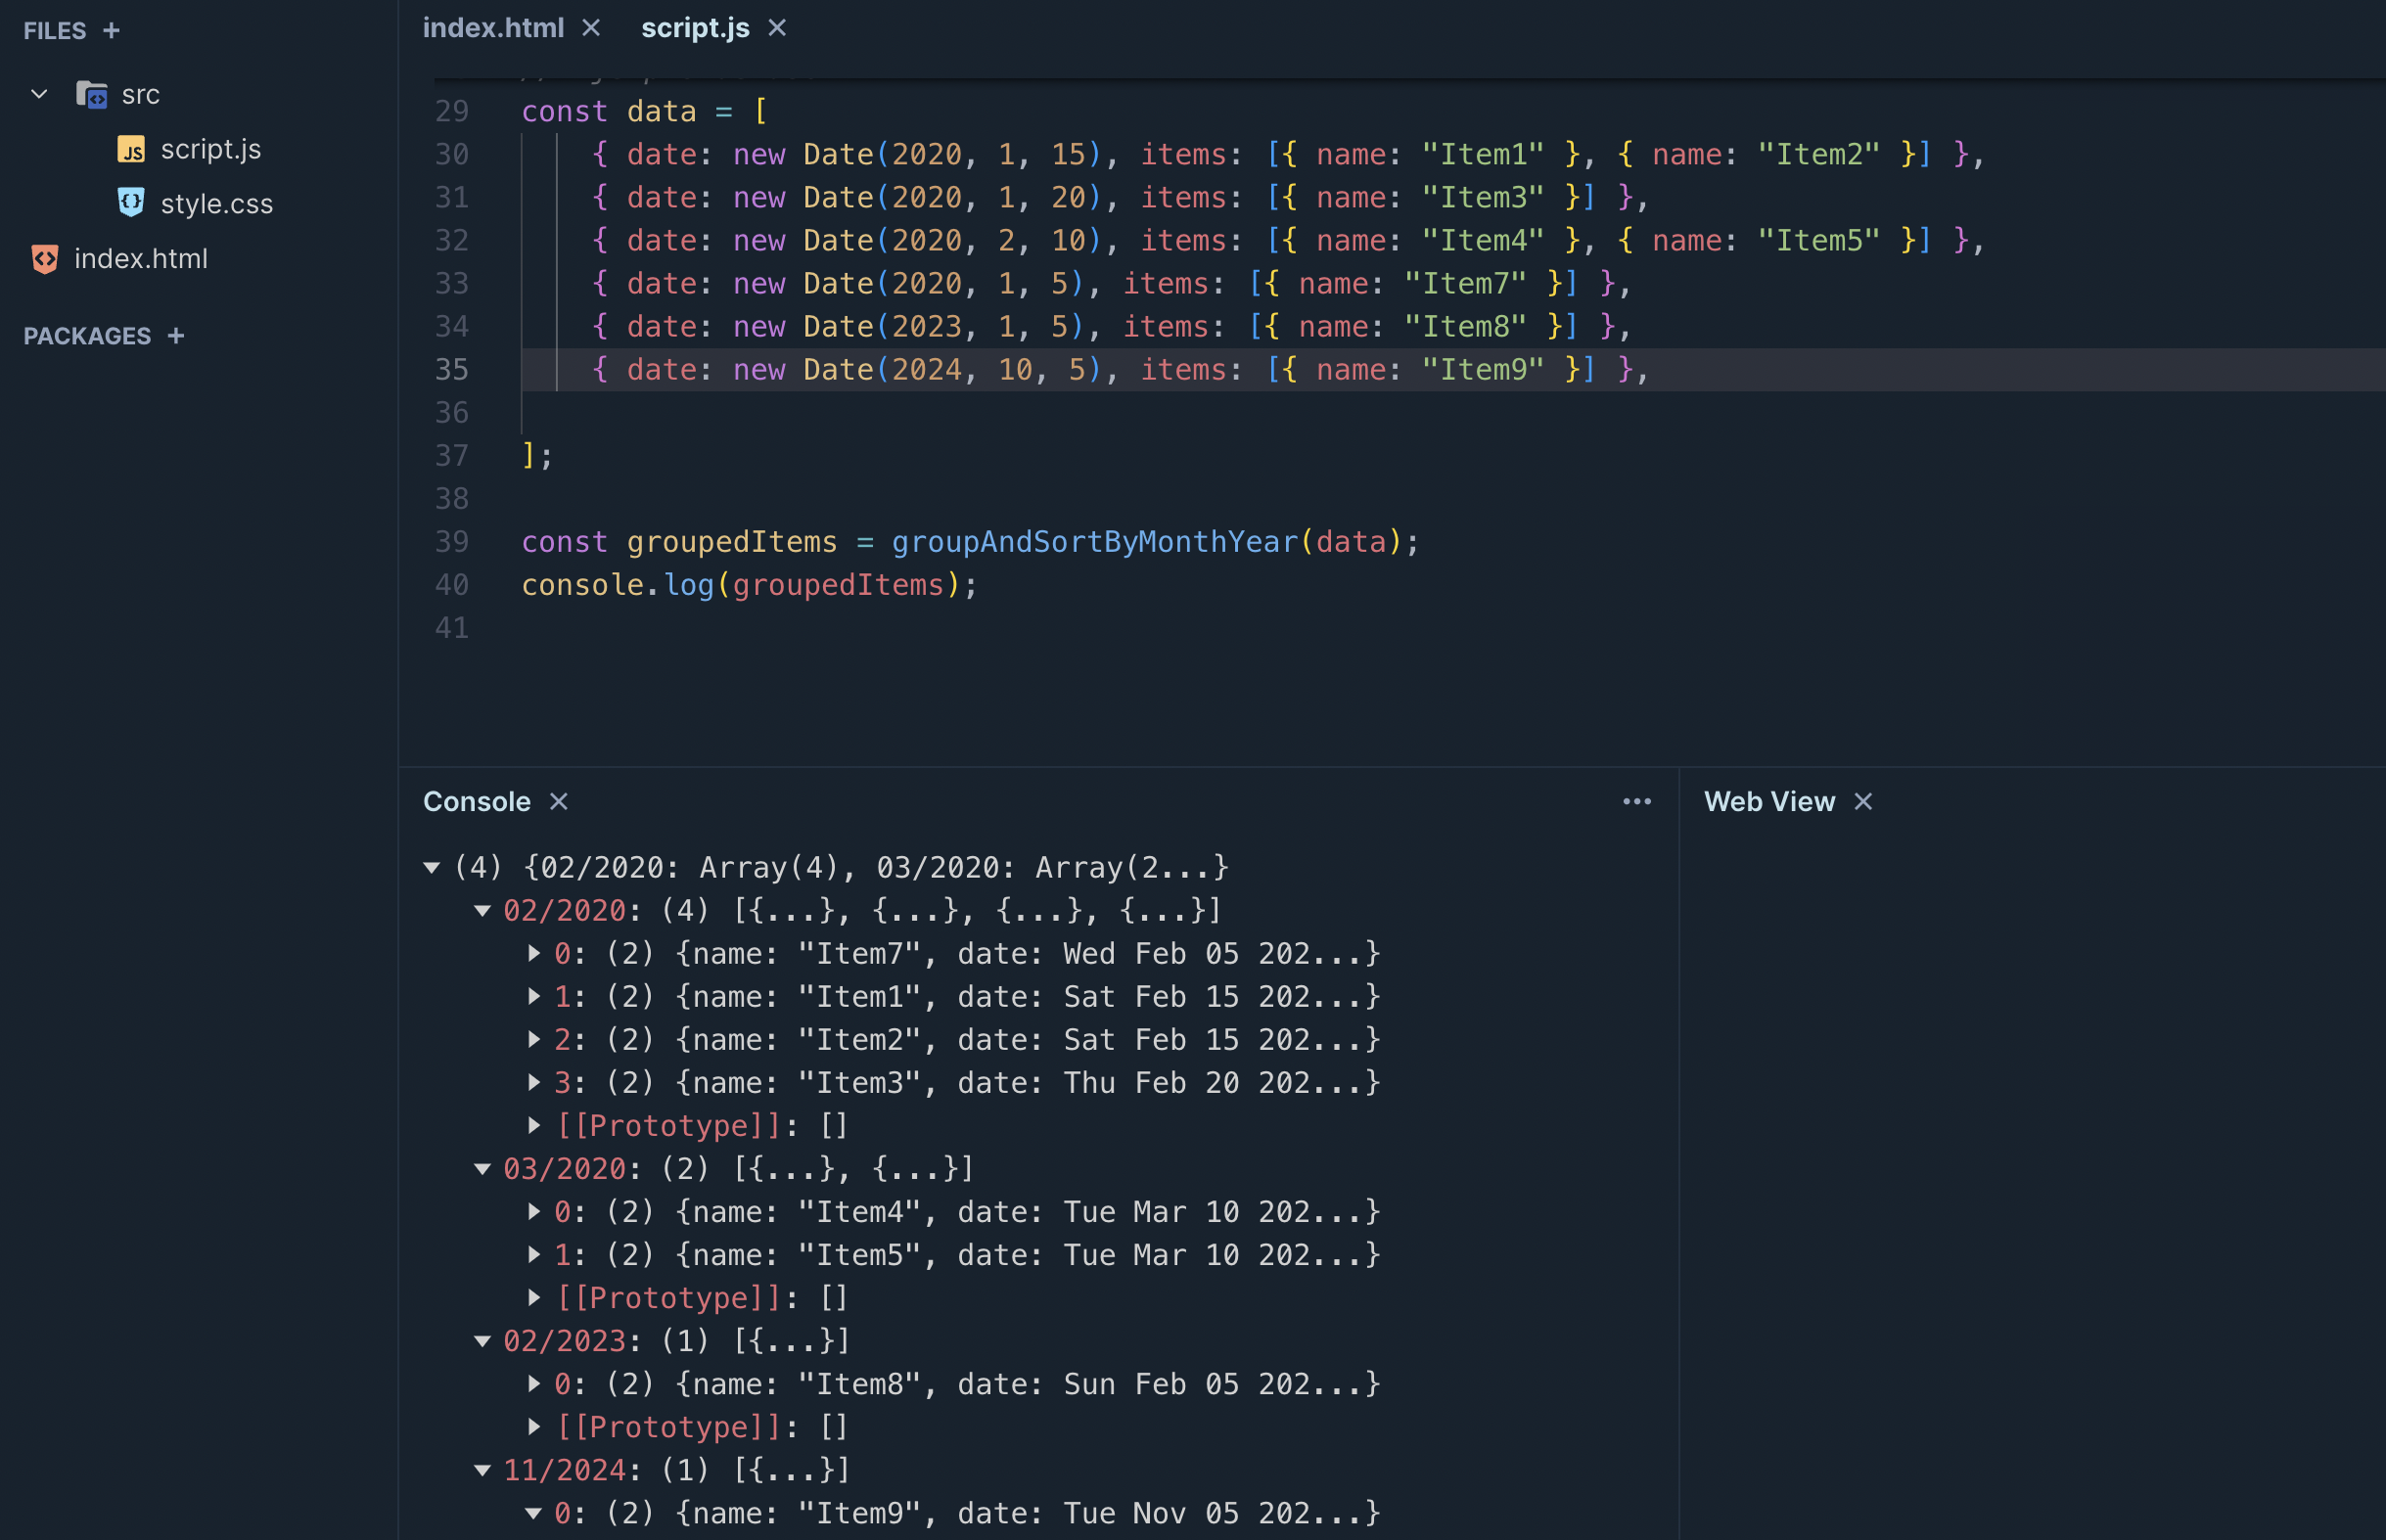 FILES +
src
script.js
style.css
index.html
PACKAGES +
index.html ×
script.js ×
29 const data = [
30 { date: new Date(2020, 1, 15), items: [{ name: "Item1" }, { name: "Item2" }] },
31 { date: new Date(2020, 1, 20), items: [{ name: "Item3" }] },
32 { date: new Date(2020, 2, 10), items: [{ name: "Item4" }, { name: "Item5" }] },
33 { date: new Date(2020, 1, 5), items: [{ name: "Item7" }] },
34 { date: new Date(2023, 1, 5), items: [{ name: "Item8" }] },
35 { date: new Date(2024, 10, 5), items: [{ name: "Item9" }] },
36
37 ];
38
39 const groupedItems = groupAndSortByMonthYear(data);
40 console.log(groupedItems);
41
Console ×
(4) {02/2020: Array(4), 03/2020: Array(2...}
02/2020: (4) [{...}, {...}, {...}, {...}]
0: (2) {name: "Item7", date: Wed Feb 05 202...}
1: (2) {name: "Item1", date: Sat Feb 15 202...}
2: (2) {name: "Item2", date: Sat Feb 15 202...}
3: (2) {name: "Item3", date: Thu Feb 20 202...}
[[Prototype]]: []
03/2020: (2) [{...}, {...}]
0: (2) {name: "Item4", date: Tue Mar 10 202...}
1: (2) {name: "Item5", date: Tue Mar 10 202...}
[[Prototype]]: []
02/2023: (1) [{...}]
0: (2) {name: "Item8", date: Sun Feb 05 202...}
[[Prototype]]: []
11/2024: (1) [{...}]
0: (2) {name: "Item9", date: Tue Nov 05 202...}
Web View ×